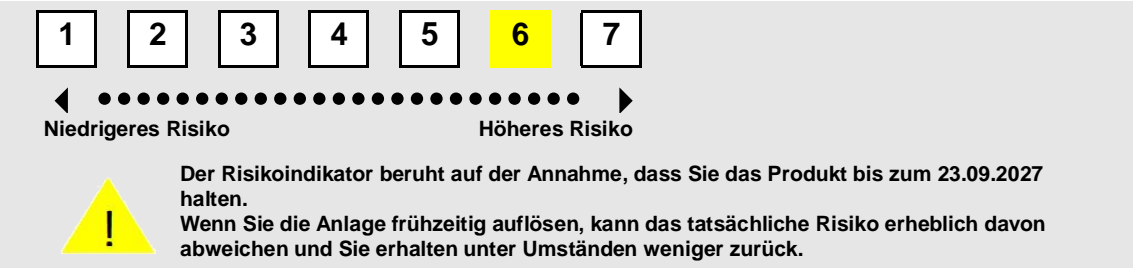 1 2 3 4 5 6 7
Niedrigeres Risiko Höheres Risiko
Der Risikoindikator beruht auf der Annahme, dass Sie das Produkt bis zum 23.09.2027
halten.
Wenn Sie die Anlage frühzeitig auflösen, kann das tatsächliche Risiko erheblich davon
abweichen und Sie erhalten unter Umständen weniger zurück.
!